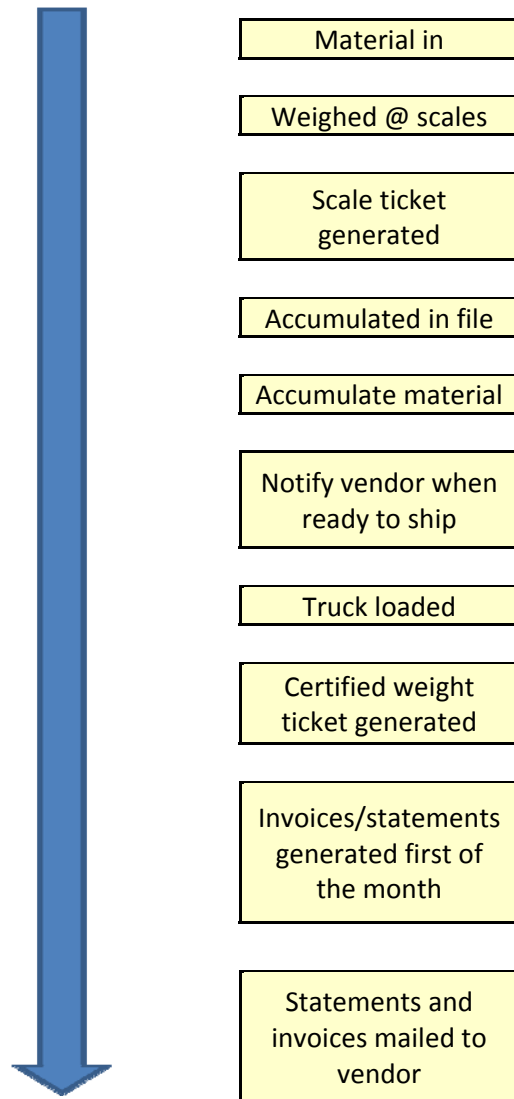 Material in
Weighed @ scales
Scale ticket
generated
Accumulated in file
Accumulate material
Notify vendor when
ready to ship
Truck loaded
Certified weight
ticket generated
Invoices/statements
generated first of
the month
Statements and
invoices mailed to
vendor